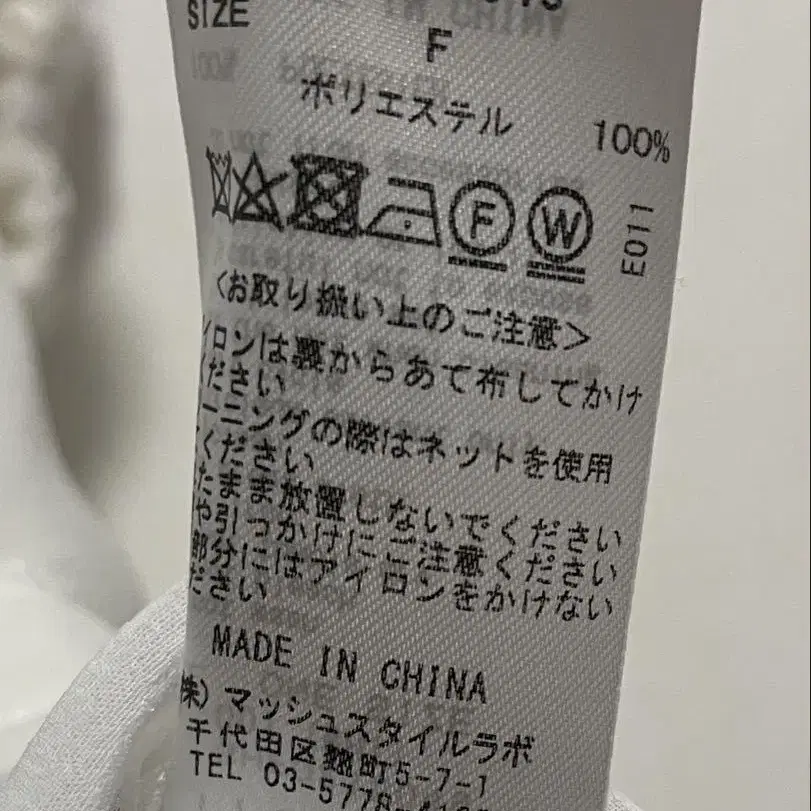 SIZE
F
ポリエステル 100%
F W
E011
<お取り扱い上のご注意>
イロンは裏からあて布してかけ
ください
ーニングの際はネットを使用
てください
れたまま放置しないでください
や引っかけにご注意ください
部分にはアイロンをかけない
ださい
MADE IN CHINA
(株)マッシュスタイルラボ
千代田区麹町5-7-1
TEL 03-5778-